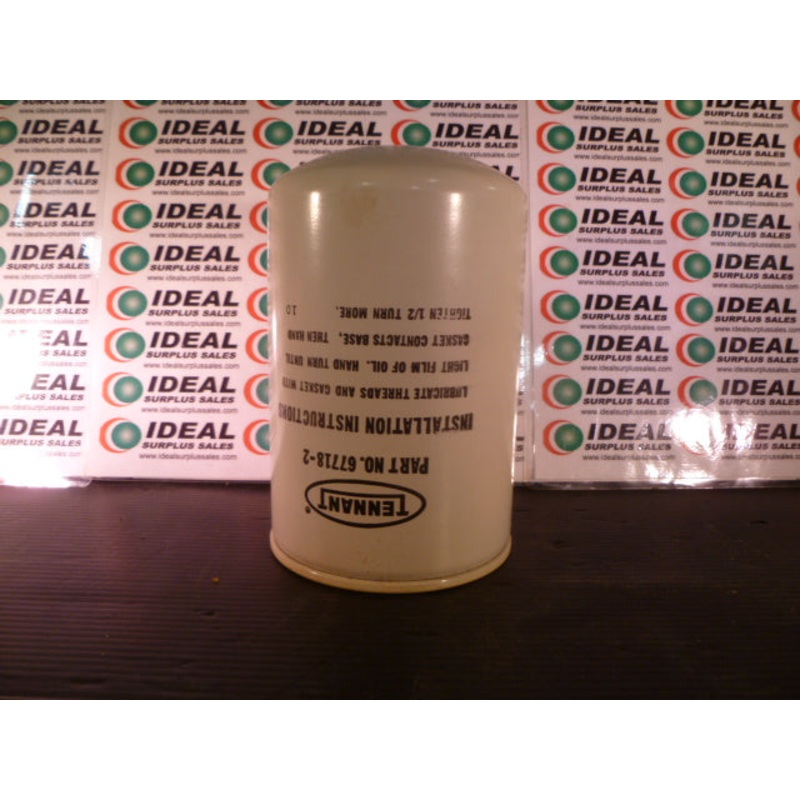 TENNANT®
PART NO. 67718-2
INSTALLATION INSTRUCTIONS
LUBRICATE THREADS AND GASKET WITH
LIGHT FILM OF OIL. HAND TURN UNTIL
GASKET CONTACTS BASE, THEN HAND
TIGHTEN 1/2 TURN MORE.
IDEAL
SURPLUS SALES
www.idealsurplussales.com